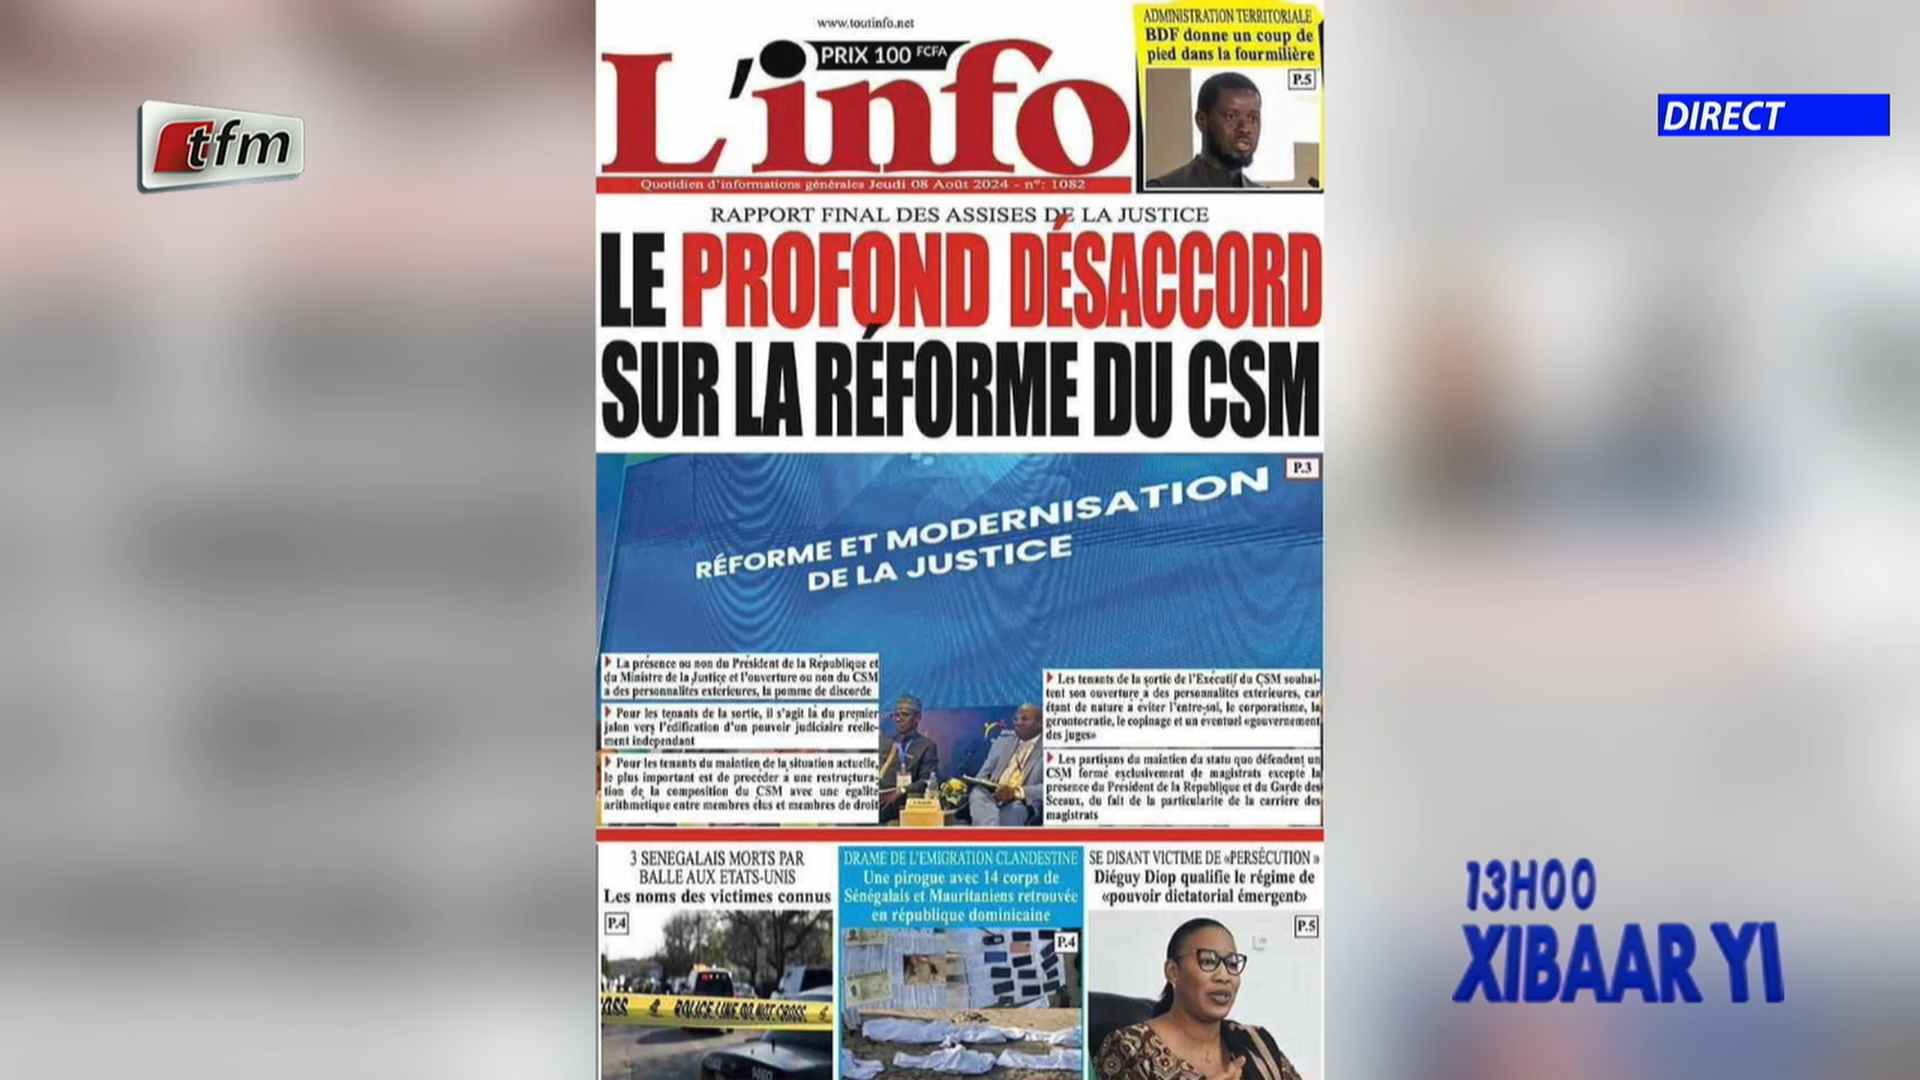 www.toutinfo.net
PRIX 100 FCFA
L'info
Quotidien d'informations générales Jeudi 08 Août 2024 - n°: 1082
ADMINISTRATION TERRITORIALE
BDF donne un coup de
pied dans la fourmilière
P.5
tfm
DIRECT
RAPPORT FINAL DES ASSISES DE LA JUSTICE
LE PROFOND DÉSACCORD
SUR LA RÉFORME DU CSM
P.3
RÉFORME ET MODERNISATION
DE LA JUSTICE
La présence ou non du Président de la République et
du Ministre de la Justice et l'ouverture ou non du CSM
à des personnalités extérieures, la pomme de discorde
Pour les tenants de la sortie, il s'agit là du premier
jalon vers l'édification d'un pouvoir judiciaire réelle-
ment indépendant
Pour les tenants du maintien de la situation actuelle,
le plus important est de procéder à une restructura-
tion de la composition du CSM avec une égalité
arithmétique entre membres élus et membres de droit
Les tenants de la sortie de l'Exécutif du CSM souhai-
tent son ouverture à des personnalités extérieures, car
étant de nature à éviter l'entre-soi, le corporatisme, la
gérontocratie, le copinage et un éventuel «gouvernement
des juges»
Les partisans du maintien du statu quo défendent un
CSM formé exclusivement de magistrats excepté la
présence du Président de la République et du Garde des
Sceaux, du fait de la particularité de la carrière des
magistrats
3 SENEGALAIS MORTS PAR
BALLE AUX ETATS-UNIS
Les noms des victimes connus
P.4
POLICE LINE DO NOT CROSS
DRAME DE L'EMIGRATION CLANDESTINE
Une pirogue avec 14 corps de
Sénégalais et Mauritaniens retrouvée
en république dominicaine
P.4
SE DISANT VICTIME DE «PERSÉCUTION »
Diéguy Diop qualifie le régime de
«pouvoir dictatorial émergent»
P.5
13H00
XIBAAR YI